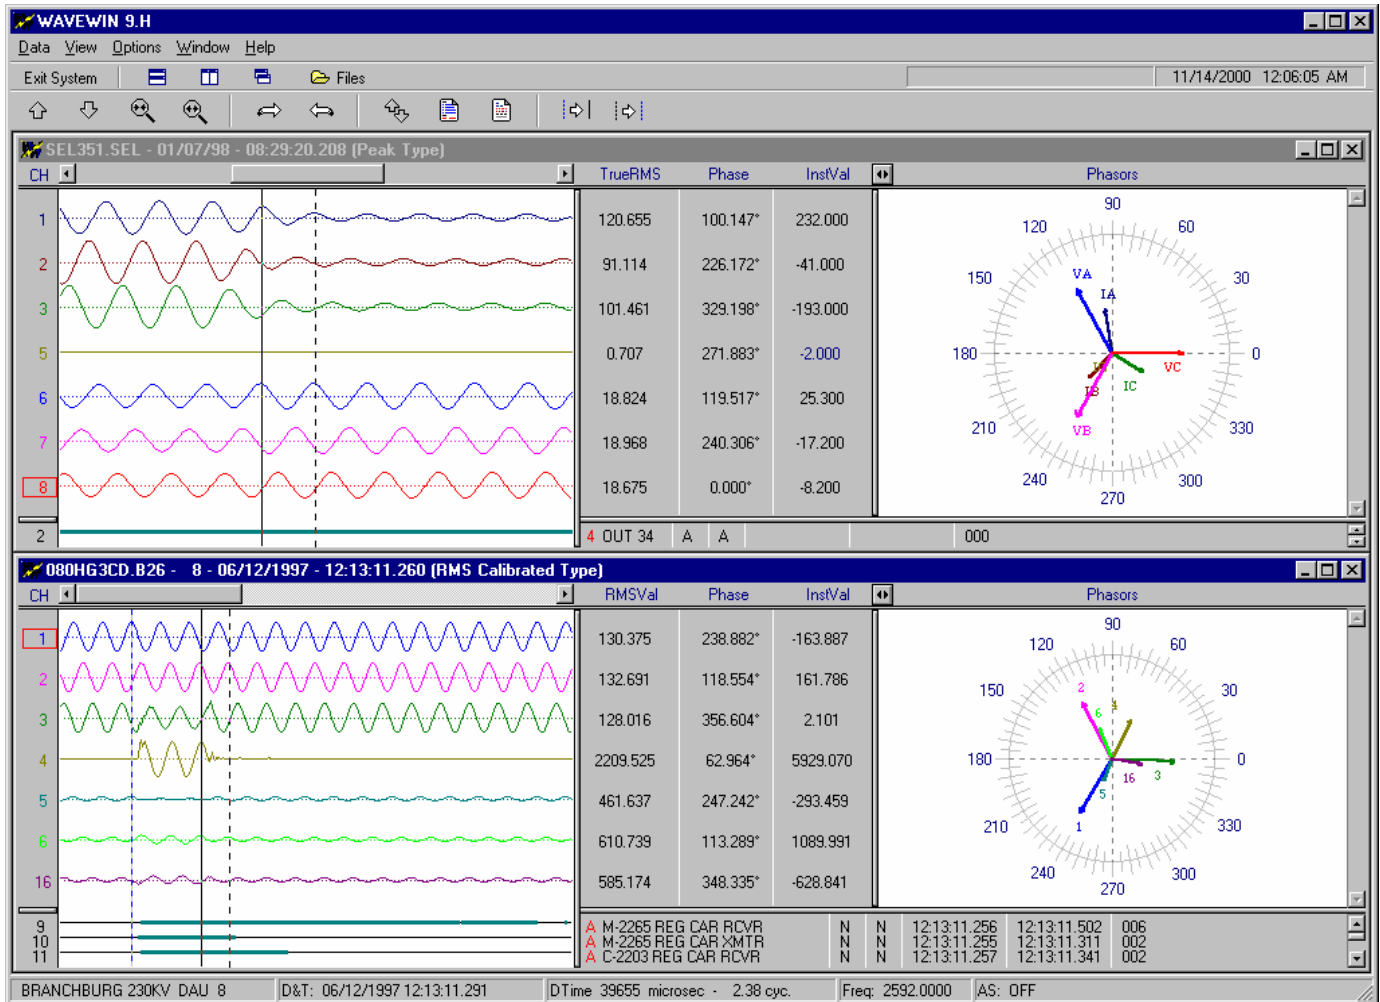 WAVEWIN 9.H
Data View Options Window Help
Exit System Files 11/14/2000 12:06:05 AM
SEL351.SEL - 01/07/98 - 08:29:20.208 (Peak Type)
CH TrueRMS Phase InstVal Phasors
1 120.655 100.147° 232.000
2 91.114 226.172° -41.000
3 101.461 329.198° -193.000
5 0.707 271.883° -2.000
6 18.824 119.517° 25.300
7 18.968 240.306° -17.200
8 18.675 0.000° -8.200
90
120 60
150 30
180 0
210 330
240 300
270
VA
IA
VC
IC
IB
VB
2 4 OUT 34 A A 000
080HG3CD.B26 - 8 - 06/12/1997 - 12:13:11.260 (RMS Calibrated Type)
CH RMSVal Phase InstVal Phasors
1 130.375 238.882° -163.887
2 132.691 118.554° 161.786
3 128.016 356.604° 2.101
4 2209.525 62.964° 5929.070
5 461.637 247.242° -293.459
6 610.739 113.289° 1089.991
16 585.174 348.335° -628.841
90
120 60
150 30
180 0
210 330
240 300
270
2
6
4
16
3
5
1
9 A M-2265 REG CAR RCVR N N 12:13:11.256 12:13:11.502 006
10 A M-2265 REG CAR XMTR N N 12:13:11.255 12:13:11.311 002
11 A C-2203 REG CAR RCVR N N 12:13:11.257 12:13:11.341 002
BRANCHBURG 230KV DAU 8 D&T: 06/12/1997 12:13:11.291 DTime 39655 microsec - 2.38 cyc. Freq: 2592.0000 AS: OFF